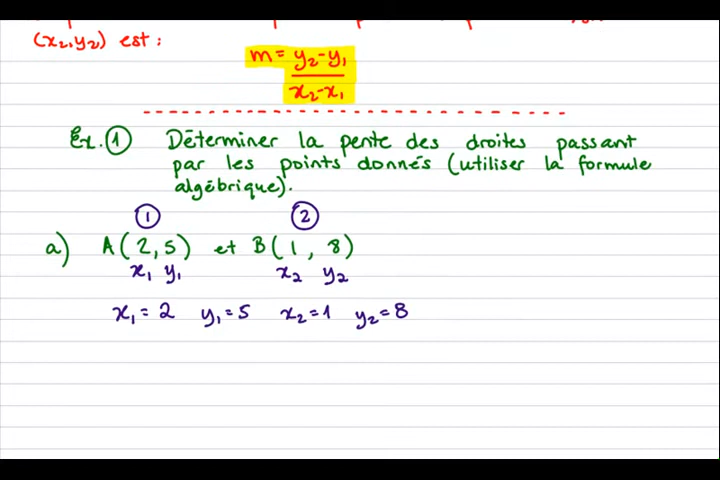 (x₂,y₂) est :
m = y₂-y₁
x₂-x₁
Ex. ① Déterminer la pente des droites passant
par les points donnés (utiliser la formule
algébrique).
① ②
a) A(2,5) et B(1, 8)
x₁ y₁ x₂ y₂
x₁ = 2 y₁ = 5 x₂ = 1 y₂ = 8